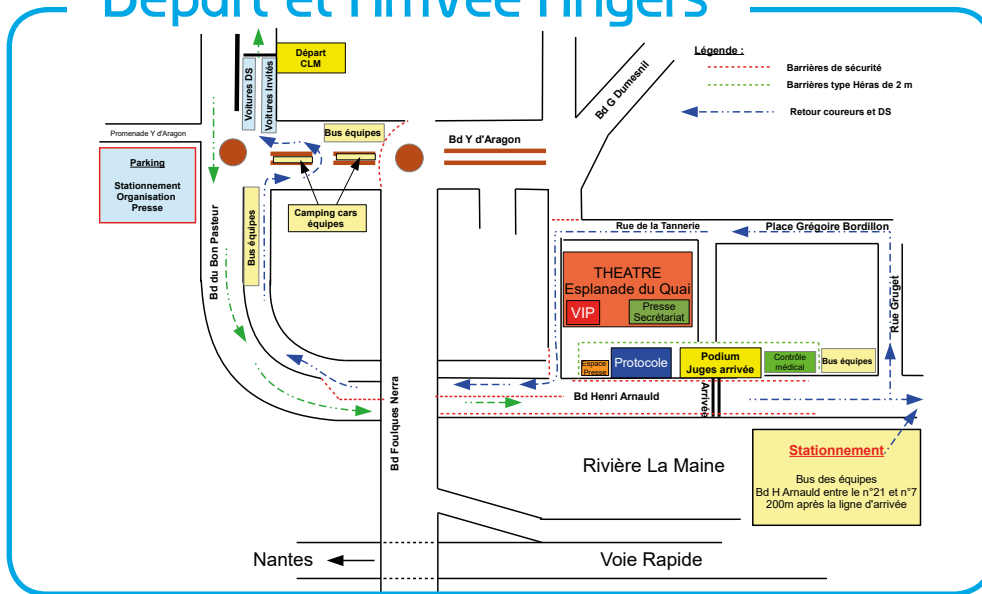 Départ et Arrivée Angers
Départ
CLM
Légende :
Barrières de sécurité
Barrières type Héras de 2 m
Retour coureurs et DS
Voitures DS
Voitures Invités
Bd G Dumesnil
Promenade Y d'Aragon
Bus équipes
Bd Y d'Aragon
Parking
Stationnement
Organisation
Presse
Camping cars
équipes
Bd du Bon Pasteur
Bus équipes
Rue de la Tannerie
Place Grégoire Bordillon
THEATRE
Esplanade du Quai
VIP
Presse
Secrétariat
Rue Gruget
Espace
Presse
Protocole
Podium
Juges arrivée
Contrôle
médical
Bus équipes
Bd Henri Arnauld
Arrivée
Bd Foulques Nerra
Rivière La Maine
Stationnement
Bus des équipes
Bd H Arnauld entre le n°21 et n°7
200m après la ligne d'arrivée
Nantes
Voie Rapide